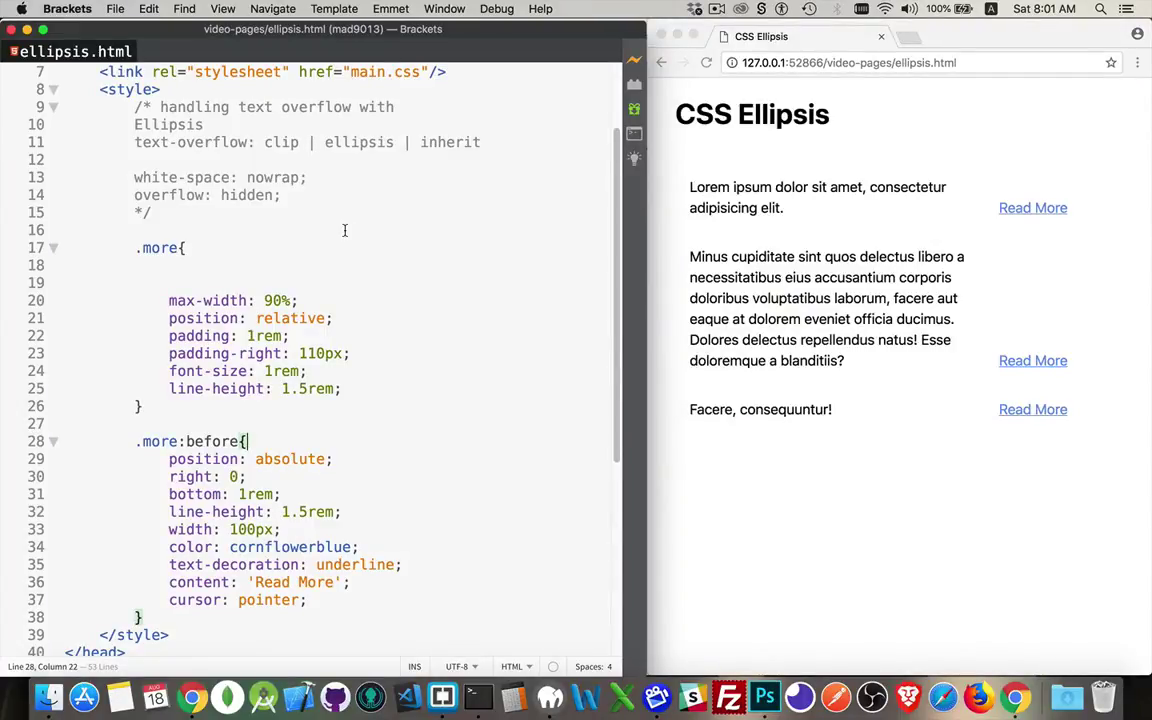 Brackets File Edit Find View Navigate Template Emmet Window Debug Help
100% A Sat 8:01 AM
video-pages/ellipsis.html (mad9013) — Brackets
ellipsis.html
7 <link rel="stylesheet" href="main.css"/>
8 <style>
9 /* handling text overflow with
10 Ellipsis
11 text-overflow: clip | ellipsis | inherit
12
13 white-space: nowrap;
14 overflow: hidden;
15 */
16
17 .more{
18
19
20 max-width: 90%;
21 position: relative;
22 padding: 1rem;
23 padding-right: 110px;
24 font-size: 1rem;
25 line-height: 1.5rem;
26 }
27
28 .more:before{
29 position: absolute;
30 right: 0;
31 bottom: 1rem;
32 line-height: 1.5rem;
33 width: 100px;
34 color: cornflowerblue;
35 text-decoration: underline;
36 content: 'Read More';
37 cursor: pointer;
38 }
39 </style>
40 </head>
Line 28, Column 22 — 53 Lines
INS UTF-8 HTML Spaces: 4
CSS Ellipsis
127.0.0.1:52866/video-pages/ellipsis.html
CSS Ellipsis
Lorem ipsum dolor sit amet, consectetur
adipisicing elit. Read More
Minus cupiditate sint quos delectus libero a
necessitatibus eius accusantium corporis
doloribus voluptatibus laborum, facere aut
eaque at dolorem eveniet officia ducimus.
Dolores delectus repellendus natus! Esse
doloremque a blanditiis? Read More
Facere, consequuntur! Read More
AUG
18